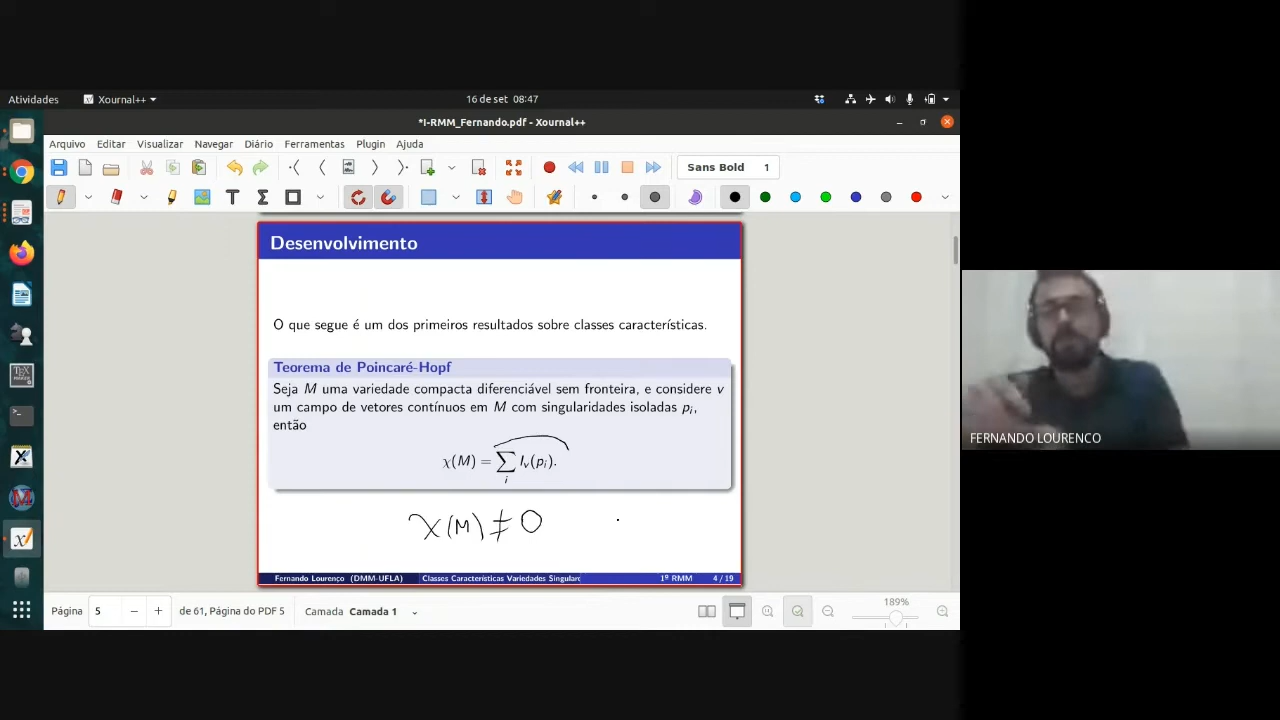 Atividades Xournal++ 16 de set 08:47
*I-RMM_Fernando.pdf - Xournal++
Arquivo Editar Visualizar Navegar Diário Ferramentas Plugin Ajuda
Sans Bold 1
Desenvolvimento
O que segue é um dos primeiros resultados sobre classes características.
Teorema de Poincaré-Hopf
Seja M uma variedade compacta diferenciável sem fronteira, e considere v
um campo de vetores contínuos em M com singularidades isoladas pᵢ,
então
χ(M) = ∑ᵢ Iᵥ(pᵢ).
χ(M) ≠ 0
Fernando Lourenço (DMM-UFLA) Classes Características Variedades Singular 1º RMM 4 / 19
Página 5 de 61, Página do PDF 5 Camada Camada 1 189%
FERNANDO LOURENCO